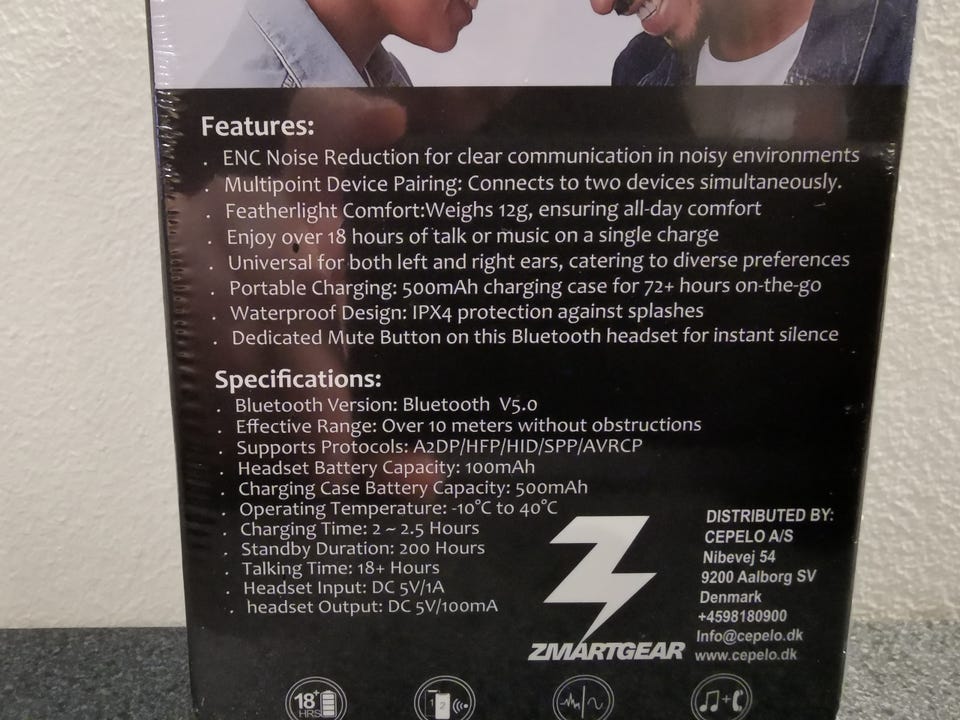 Features:
. ENC Noise Reduction for clear communication in noisy environments
. Multipoint Device Pairing: Connects to two devices simultaneously.
. Featherlight Comfort:Weighs 12g, ensuring all-day comfort
. Enjoy over 18 hours of talk or music on a single charge
. Universal for both left and right ears, catering to diverse preferences
. Portable Charging: 500mAh charging case for 72+ hours on-the-go
. Waterproof Design: IPX4 protection against splashes
. Dedicated Mute Button on this Bluetooth headset for instant silence
Specifications:
. Bluetooth Version: Bluetooth V5.0
. Effective Range: Over 10 meters without obstructions
. Supports Protocols: A2DP/HFP/HID/SPP/AVRCP
. Headset Battery Capacity: 100mAh
. Charging Case Battery Capacity: 500mAh
. Operating Temperature: -10°C to 40°C
. Charging Time: 2 ~ 2.5 Hours
. Standby Duration: 200 Hours
. Talking Time: 18+ Hours
. Headset Input: DC 5V/1A
. headset Output: DC 5V/100mA
ZMARTGEAR
DISTRIBUTED BY:
CEPELO A/S
Nibevej 54
9200 Aalborg SV
Denmark
+4598180900
Info@cepelo.dk
www.cepelo.dk
18+
HRS
1 2